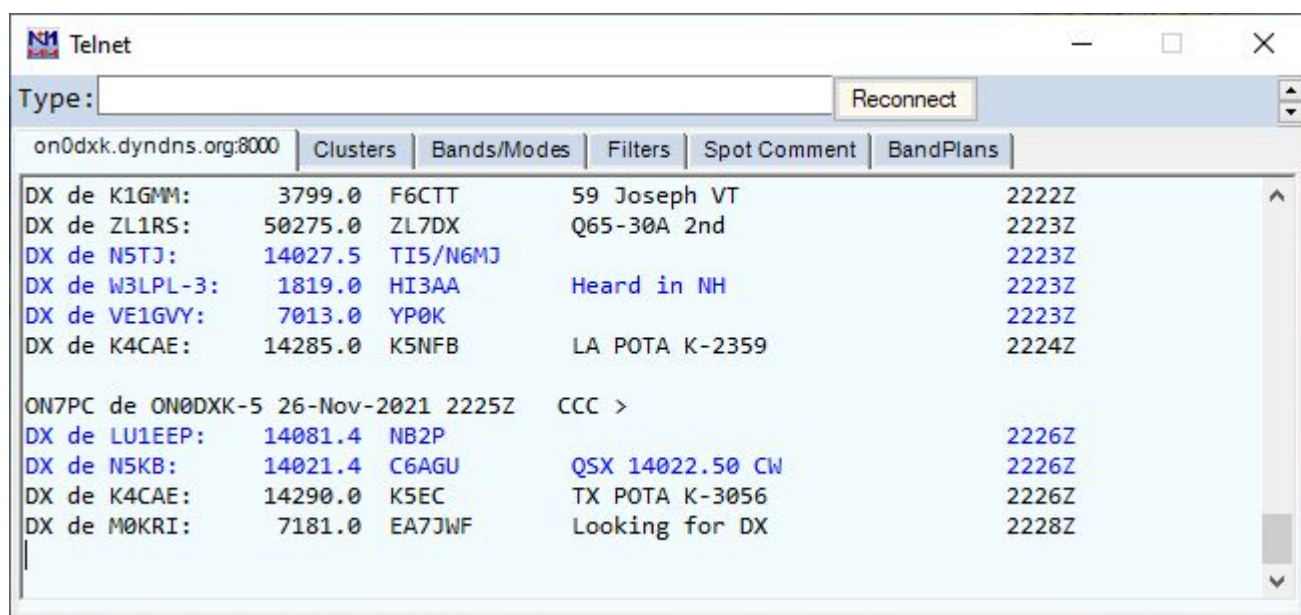 Telnet
Type: Reconnect
on0dxk.dyndns.org:8000 Clusters Bands/Modes Filters Spot Comment BandPlans
DX de K1GMM: 3799.0 F6CTT 59 Joseph VT 2222Z
DX de ZL1RS: 50275.0 ZL7DX Q65-30A 2nd 2223Z
DX de N5TJ: 14027.5 TI5/N6MJ 2223Z
DX de W3LPL-3: 1819.0 HI3AA Heard in NH 2223Z
DX de VE1GVY: 7013.0 YP0K 2223Z
DX de K4CAE: 14285.0 K5NFB LA POTA K-2359 2224Z
ON7PC de ON0DXK-5 26-Nov-2021 2225Z CCC >
DX de LU1EEP: 14081.4 NB2P 2226Z
DX de N5KB: 14021.4 C6AGU QSX 14022.50 CW 2226Z
DX de K4CAE: 14290.0 K5EC TX POTA K-3056 2226Z
DX de M0KRI: 7181.0 EA7JWF Looking for DX 2228Z